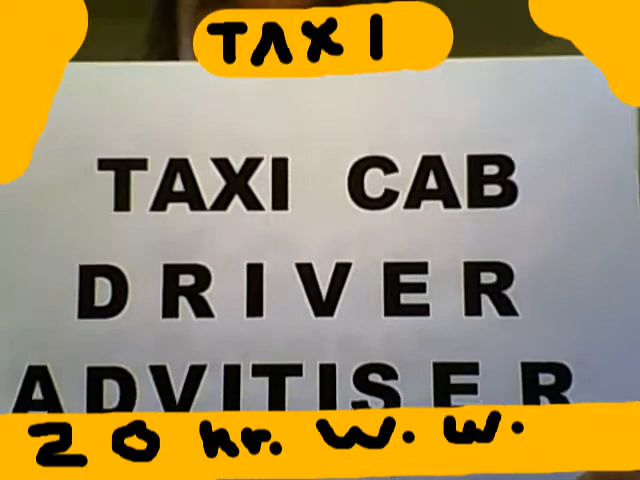 TAXI
TAXI CAB
DRIVER
ADVITISER
20 hr. W. W.